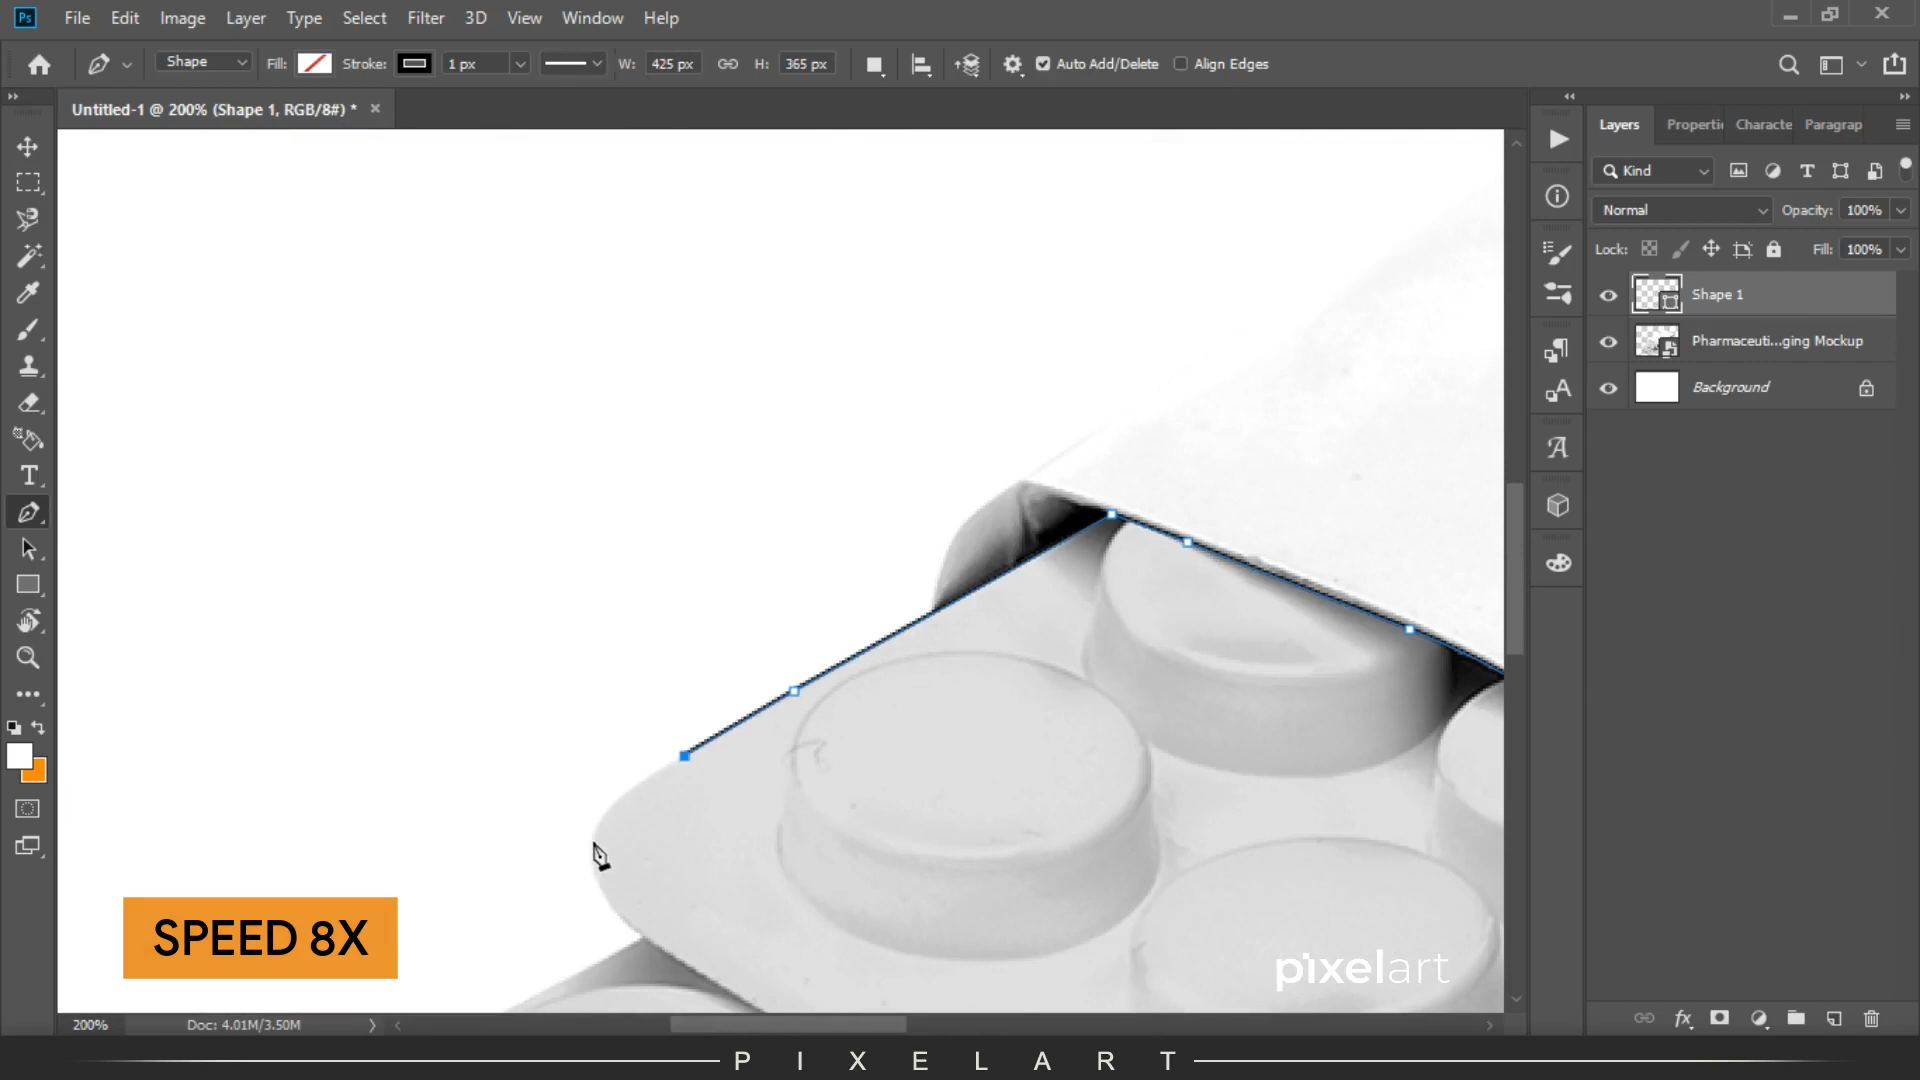 Ps File Edit Image Layer Type Select Filter 3D View Window Help
Shape Fill: Stroke: 1 px W: 425 px H: 365 px Auto Add/Delete Align Edges
Untitled-1 @ 200% (Shape 1, RGB/8#) *
Layers Properti Characte Paragrap
Kind
Normal Opacity: 100%
Lock: Fill: 100%
Shape 1
Pharmaceuti...ging Mockup
Background
SPEED 8X
pixelart
200% Doc: 4.01M/3.50M
fx
PIXELART